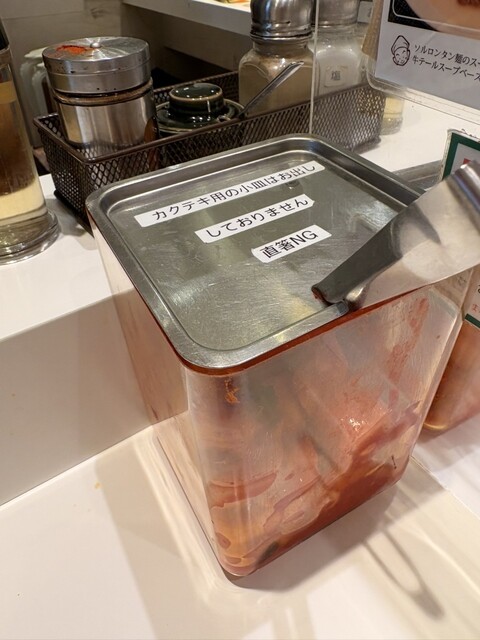 カクテキ用の小皿はお出し
しておりません
直箸NG
ソルロンタン麺のスー
牛テールスープベース
塩